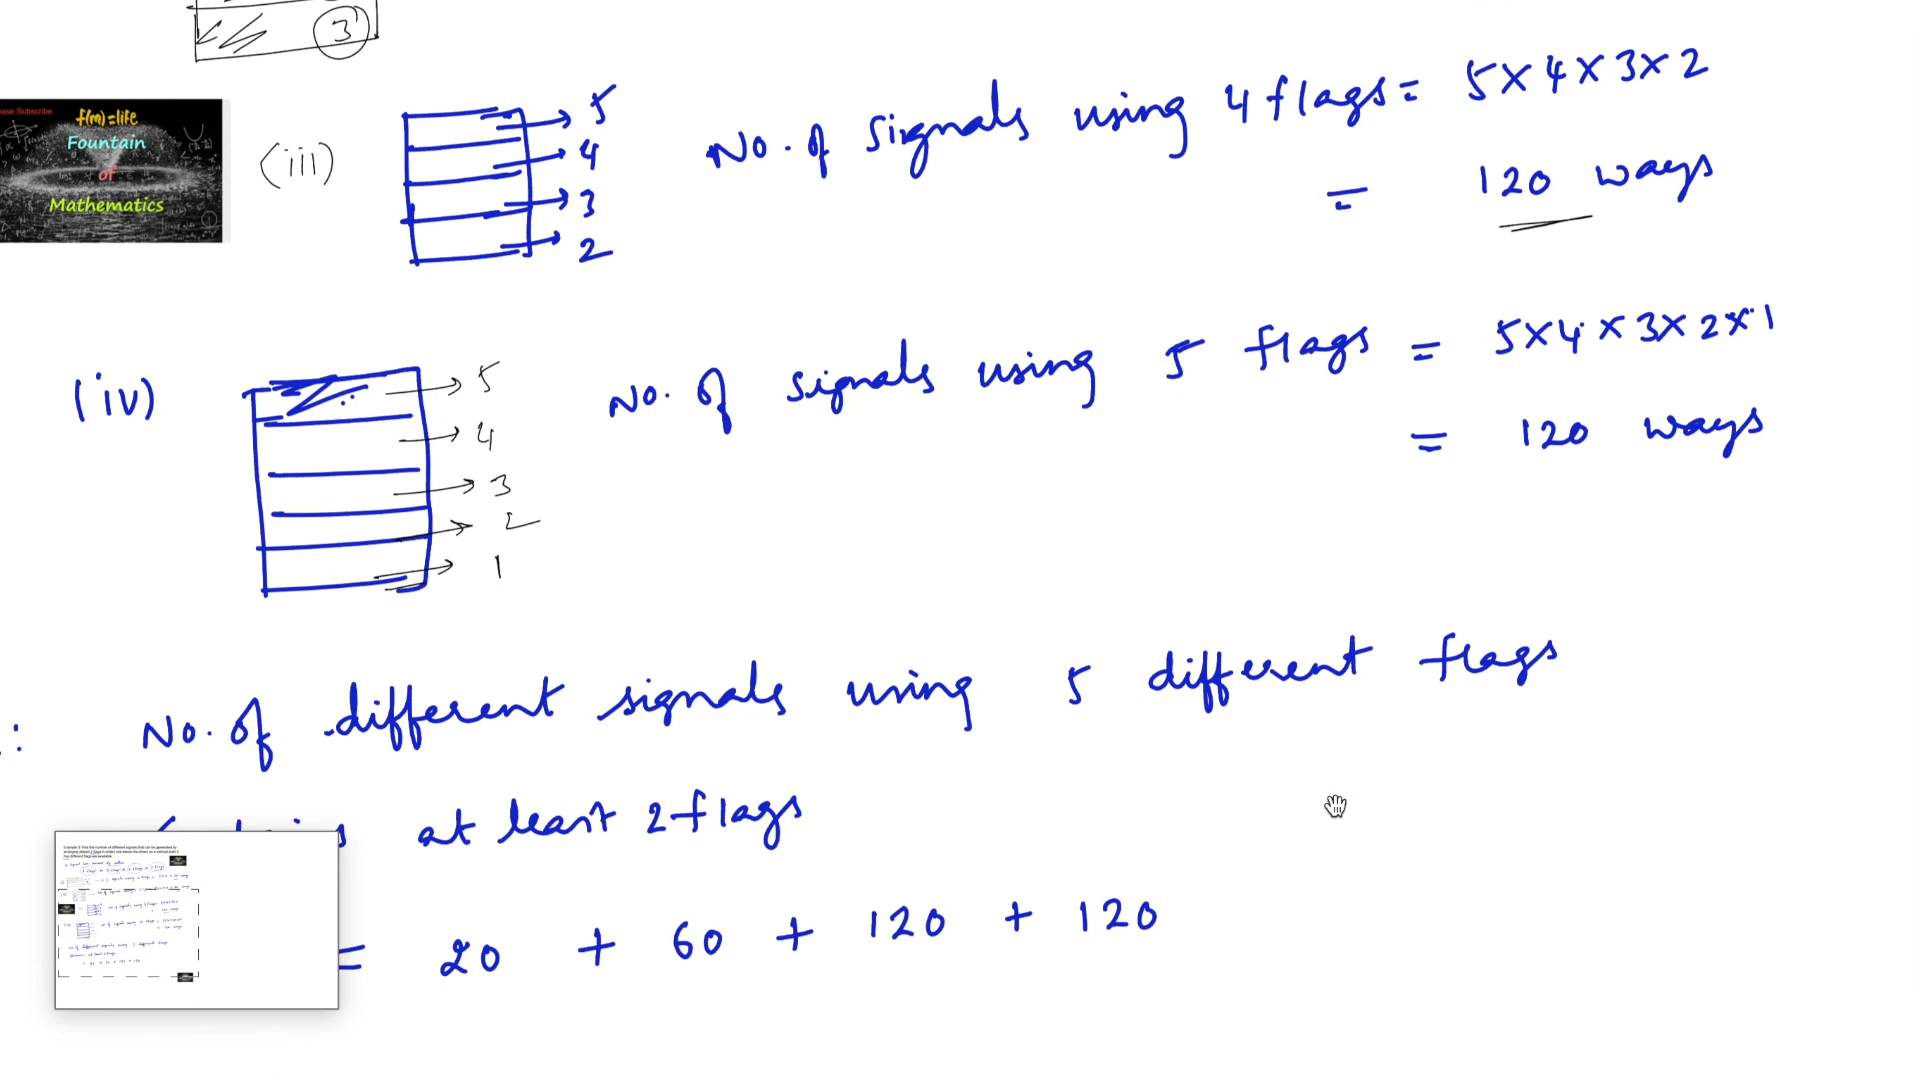 3
ease Subscribe
f(m)=life
Fountain
of
Mathematics
(iii)
5
4
3
2
No. of signals using 4 flags = 5 × 4 × 3 × 2
= 120 ways
(iv)
5
4
3
2
1
No. of signals using 5 flags = 5 × 4 × 3 × 2 × 1
= 120 ways
No. of different signals using 5 different flags
at least 2 flags
= 20 + 60 + 120 + 120